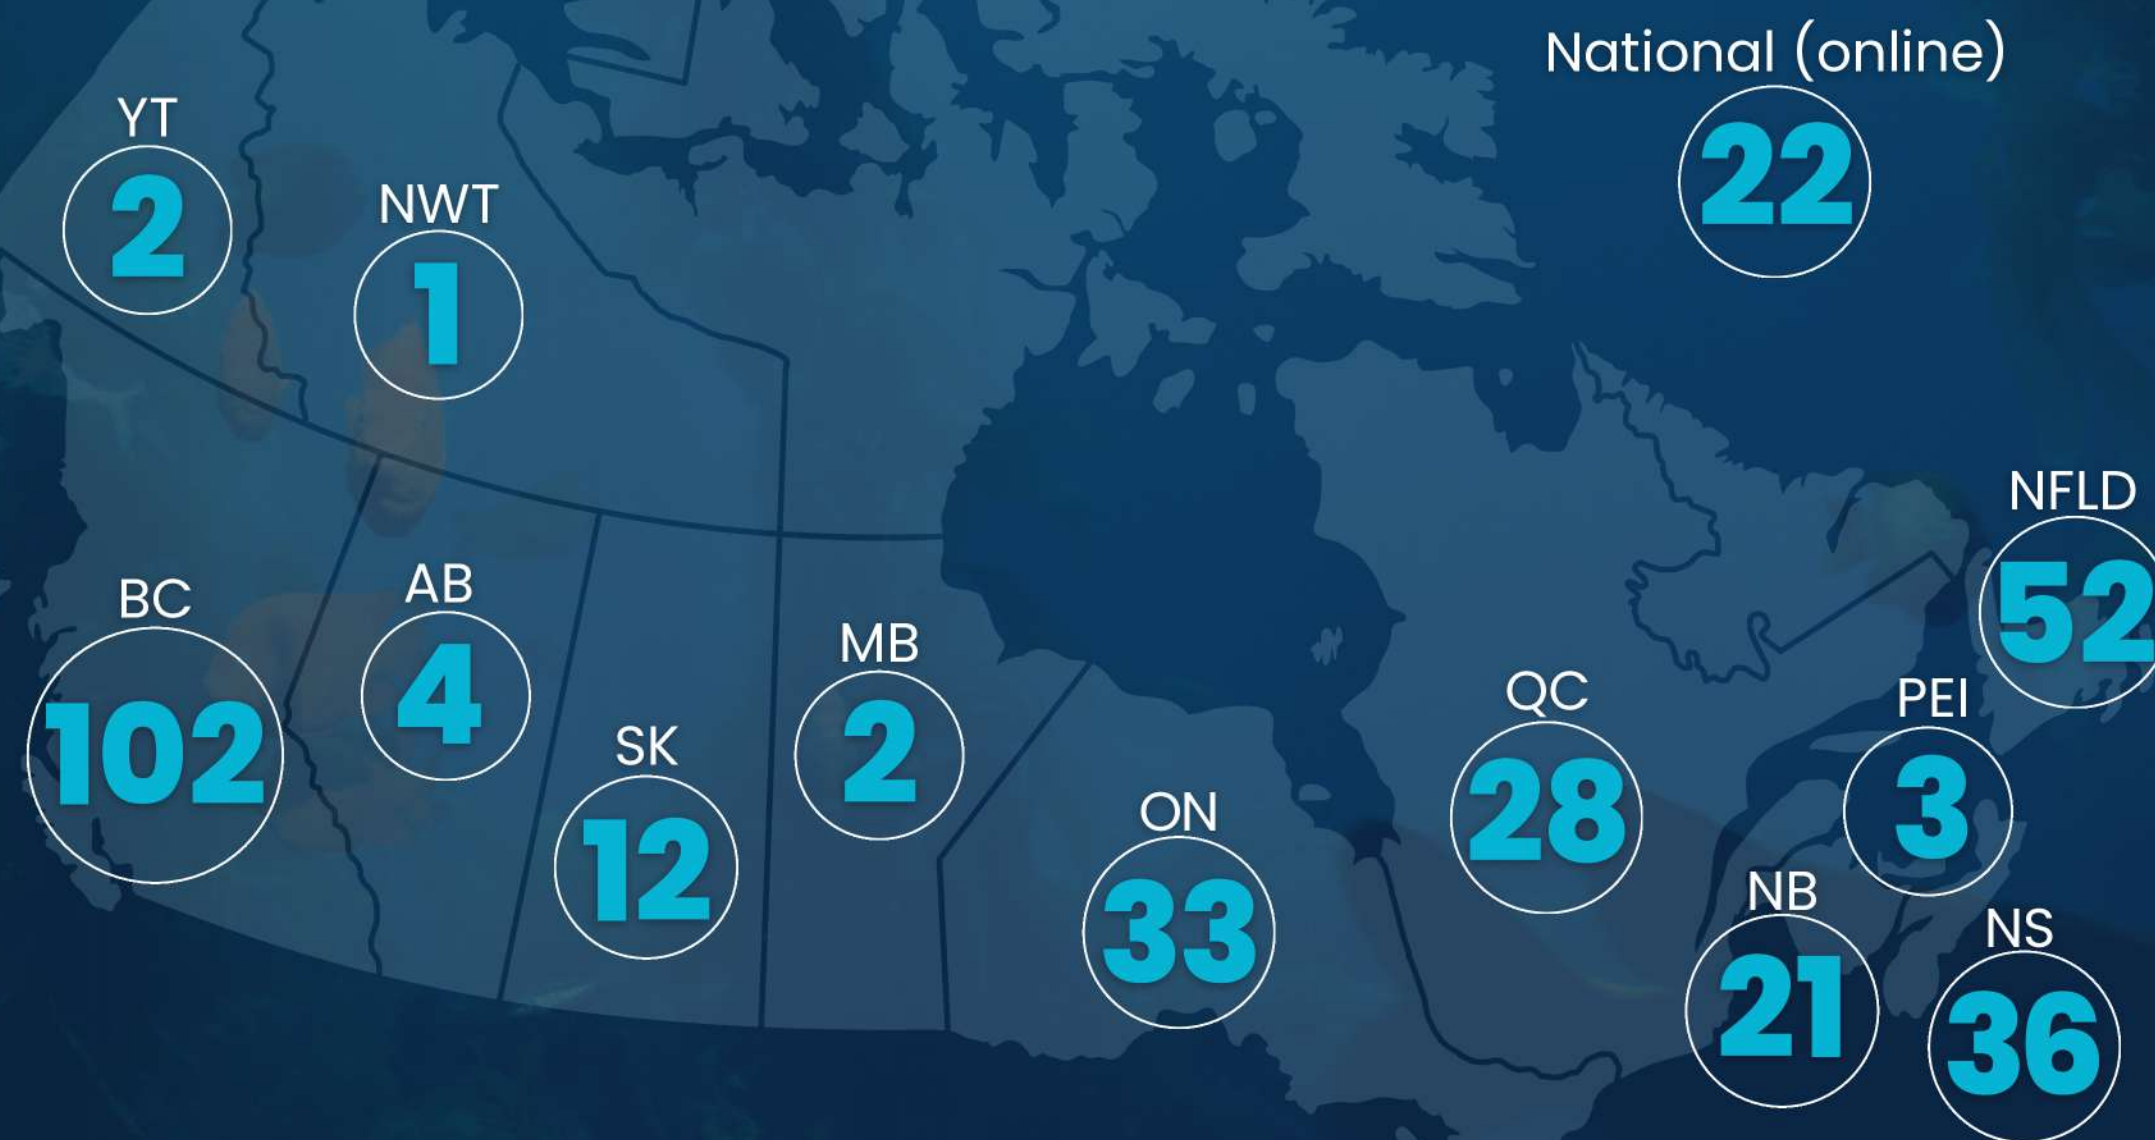 National (online)
22
YT
2
NWT
1
NFLD
52
BC
102
AB
4
MB
2
SK
12
QC
28
PEI
3
ON
33
NB
21
NS
36